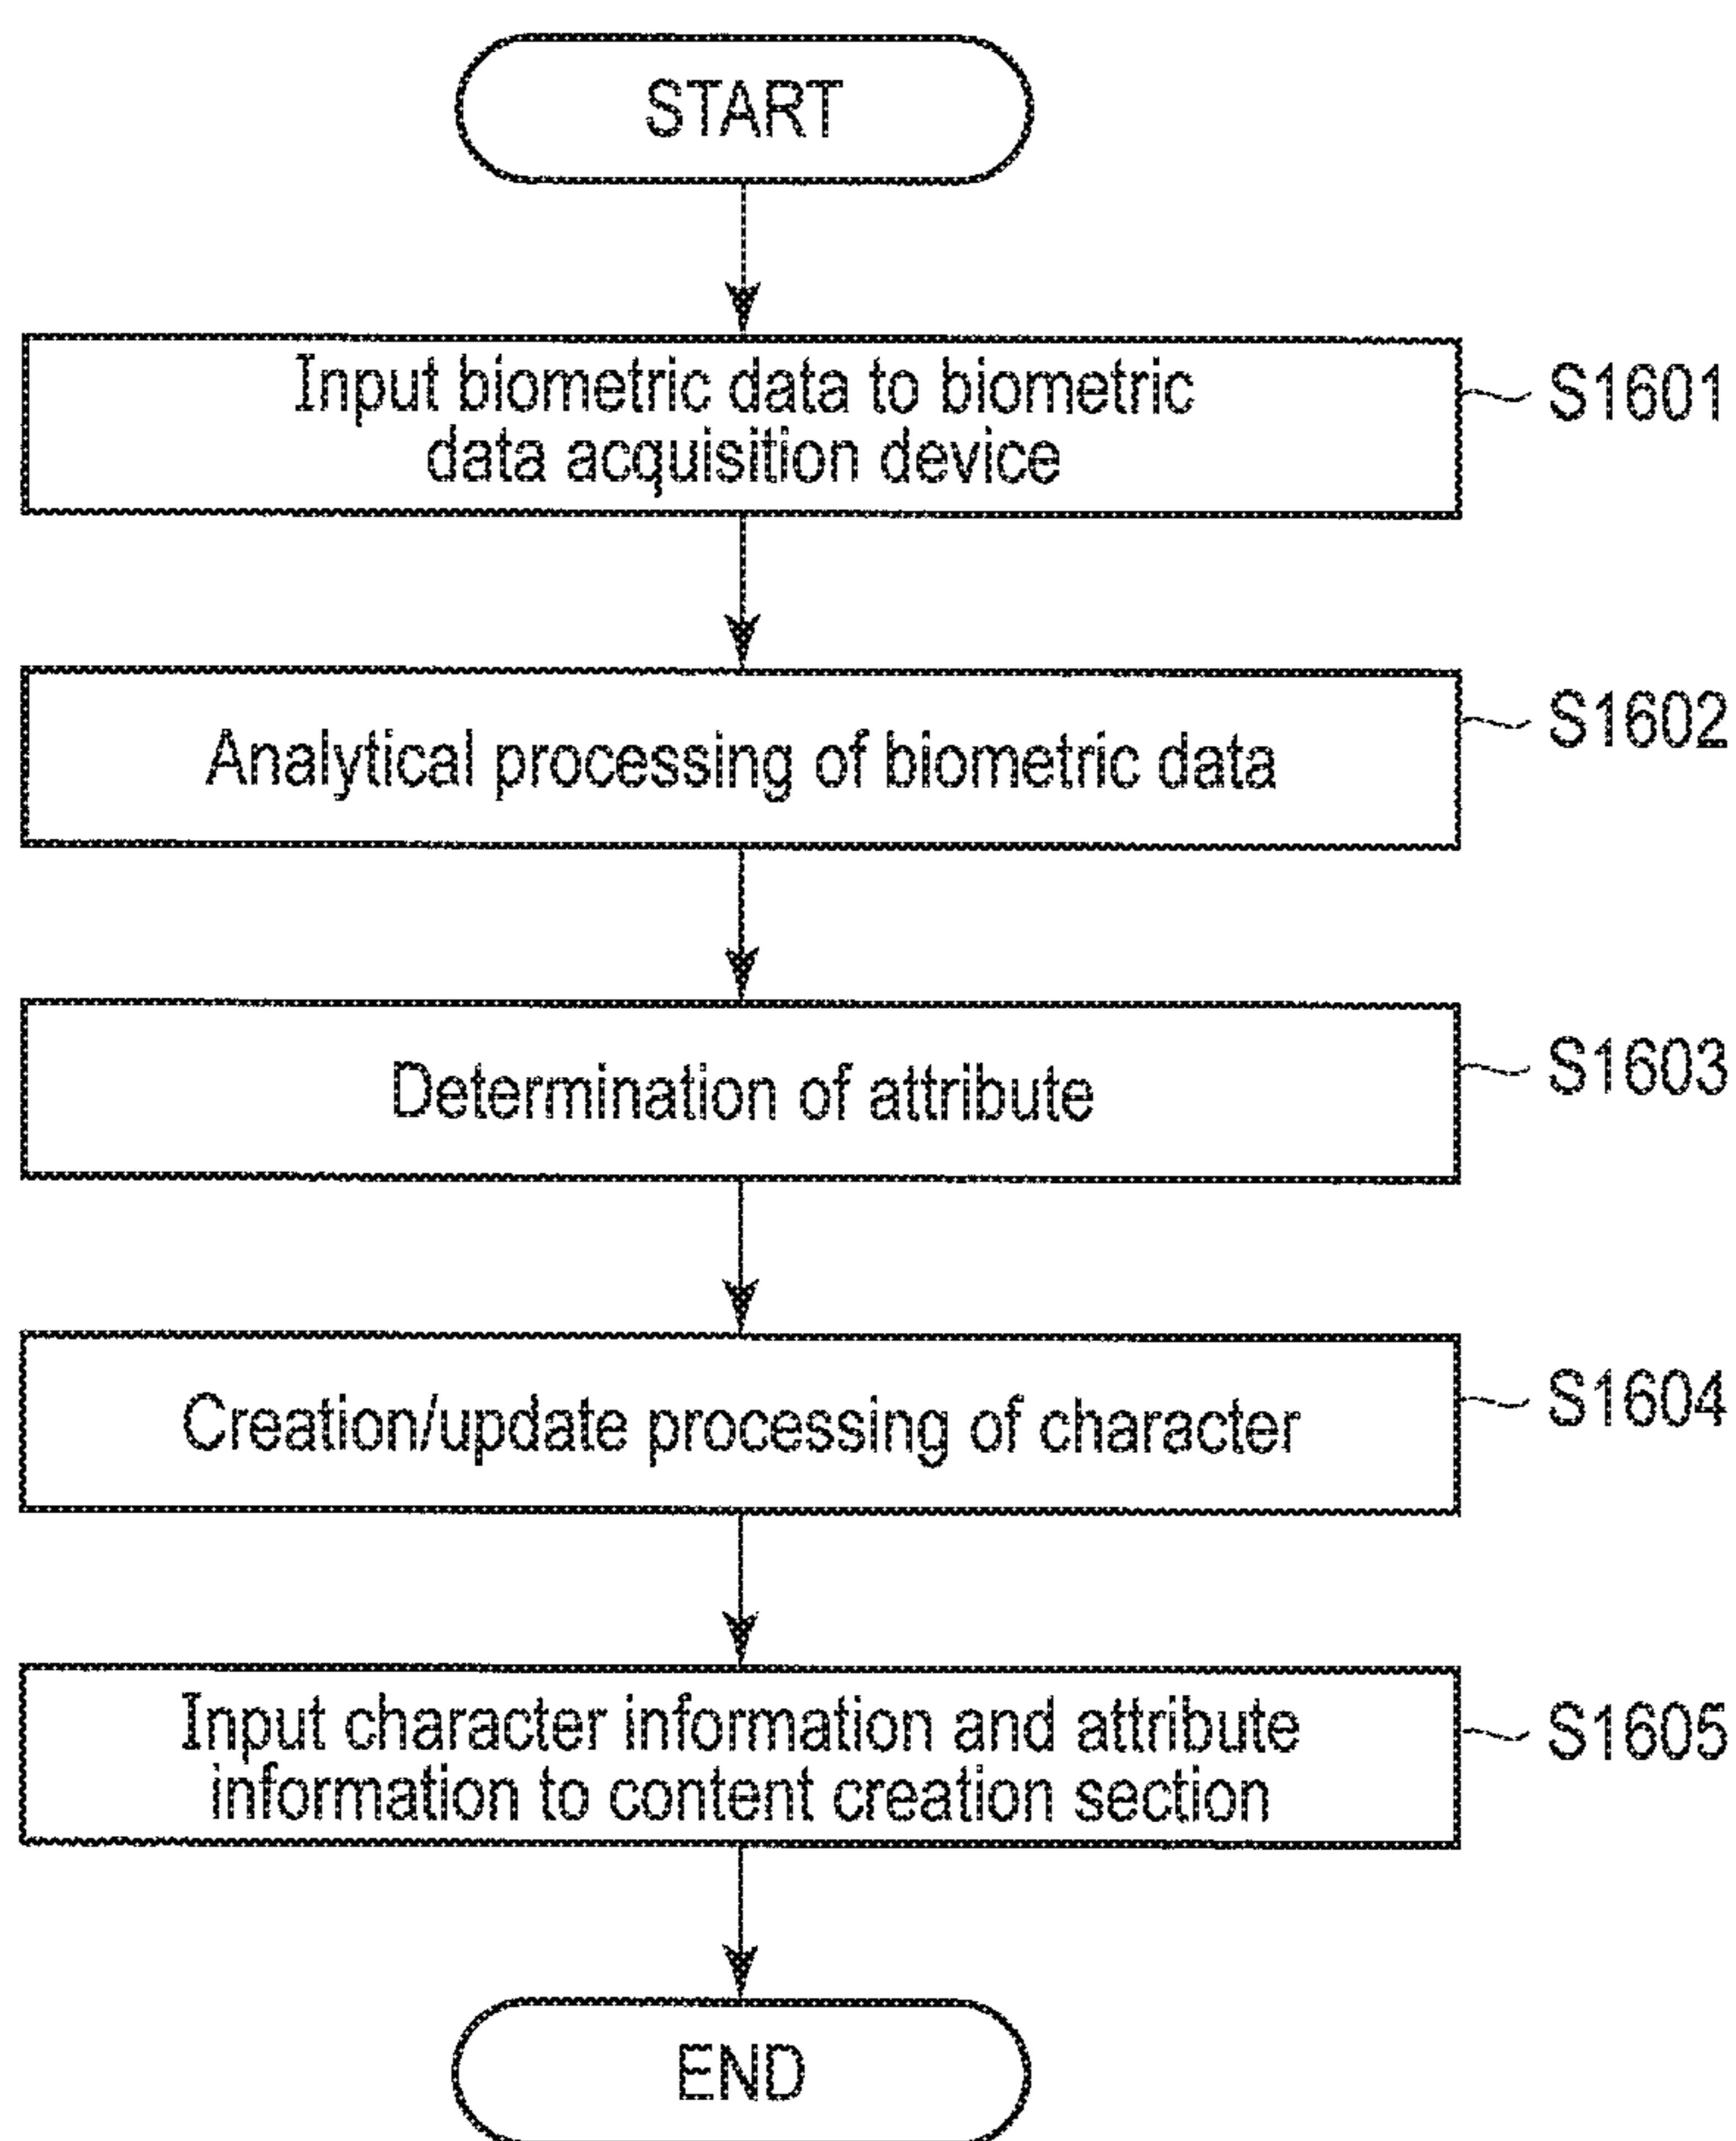 START
Input biometric data to biometric
data acquisition device
S1601
Analytical processing of biometric data
S1602
Determination of attribute
S1603
Creation/update processing of character
S1604
Input character information and attribute
information to content creation section
S1605
END